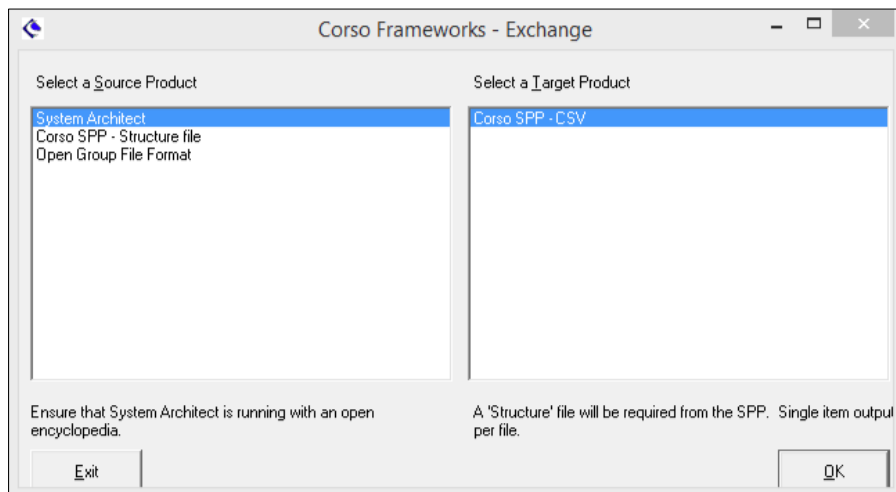 Corso Frameworks - Exchange
Select a Source Product
Select a Target Product
System Architect
Corso SPP - Structure file
Open Group File Format
Corso SPP - CSV
Ensure that System Architect is running with an open
encyclopedia.
A 'Structure' file will be required from the SPP.  Single item output
per file.
Exit
OK